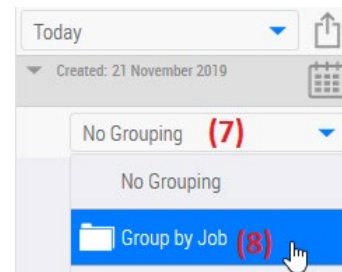 Today
Created: 21 November 2019
No Grouping (7)
No Grouping
Group by Job (8)